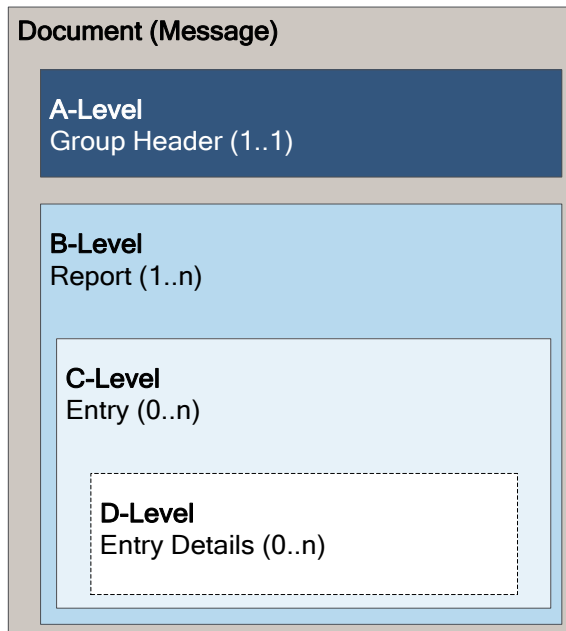 Document (Message)
A-Level
Group Header (1..1)
B-Level
Report (1..n)
C-Level
Entry (0..n)
D-Level
Entry Details (0..n)